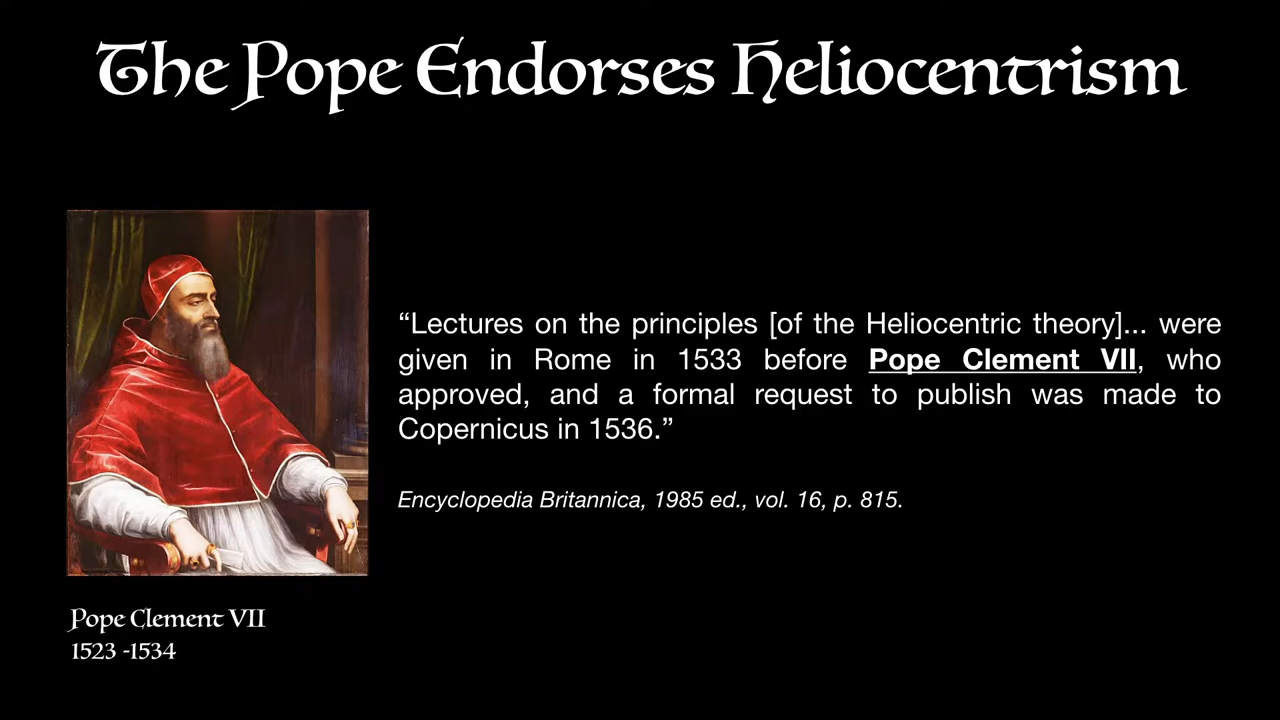 The Pope Endorses Heliocentrism
“Lectures on the principles [of the Heliocentric theory]... were
given in Rome in 1533 before Pope Clement VII, who
approved, and a formal request to publish was made to
Copernicus in 1536.”
Encyclopedia Britannica, 1985 ed., vol. 16, p. 815.
Pope Clement VII
1523 -1534